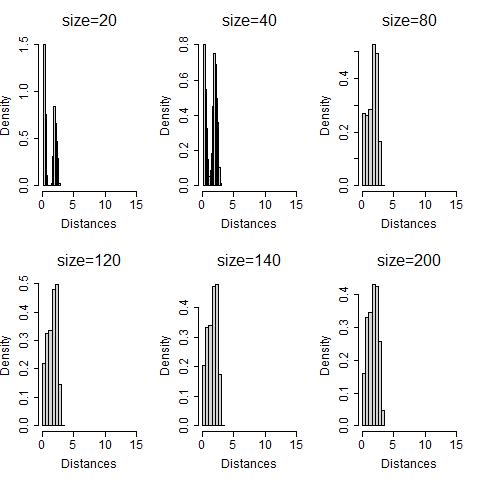 size=20
size=40
size=80
Density
0.0 0.5 1.0 1.5
Density
0.0 0.2 0.4 0.6 0.8
Density
0.0 0.2 0.4
0 5 10 15
0 5 10 15
0 5 10 15
Distances
Distances
Distances
size=120
size=140
size=200
Density
0.0 0.1 0.2 0.3 0.4 0.5
Density
0.0 0.1 0.2 0.3 0.4
Density
0.0 0.1 0.2 0.3 0.4
0 5 10 15
0 5 10 15
0 5 10 15
Distances
Distances
Distances